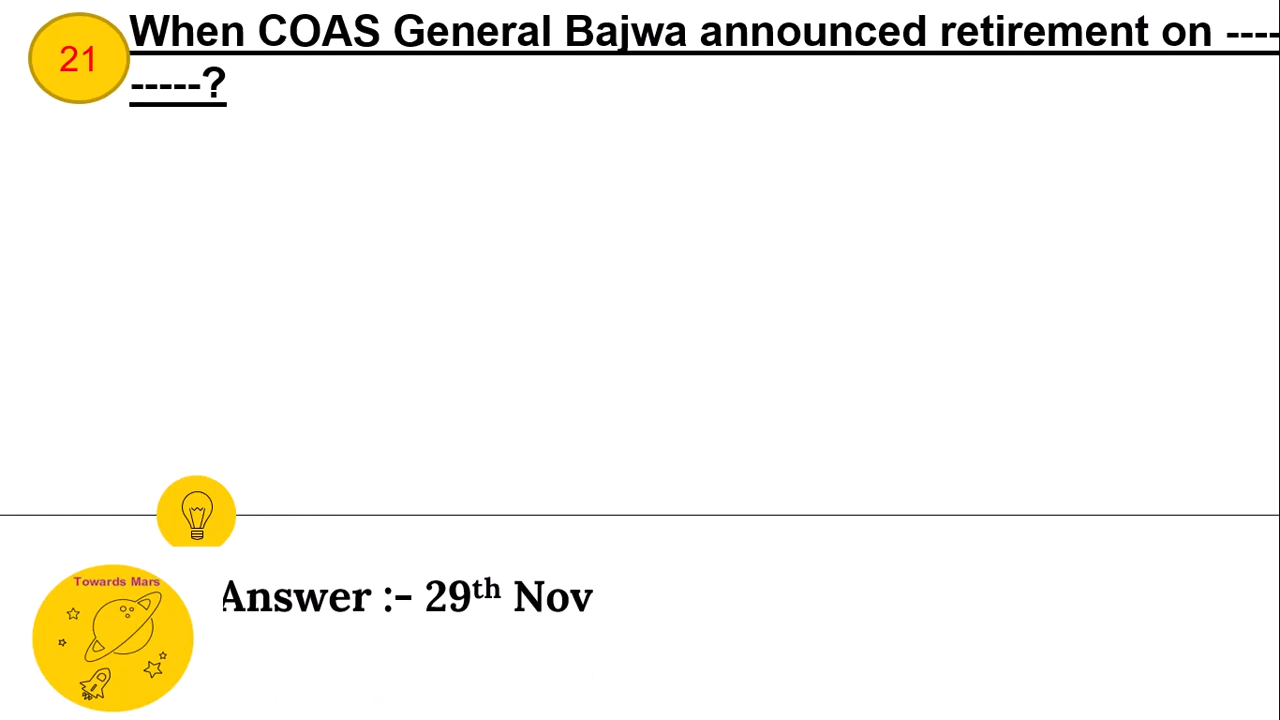 21
When COAS General Bajwa announced retirement on ----
-----?
Towards Mars
Answer :- 29th Nov